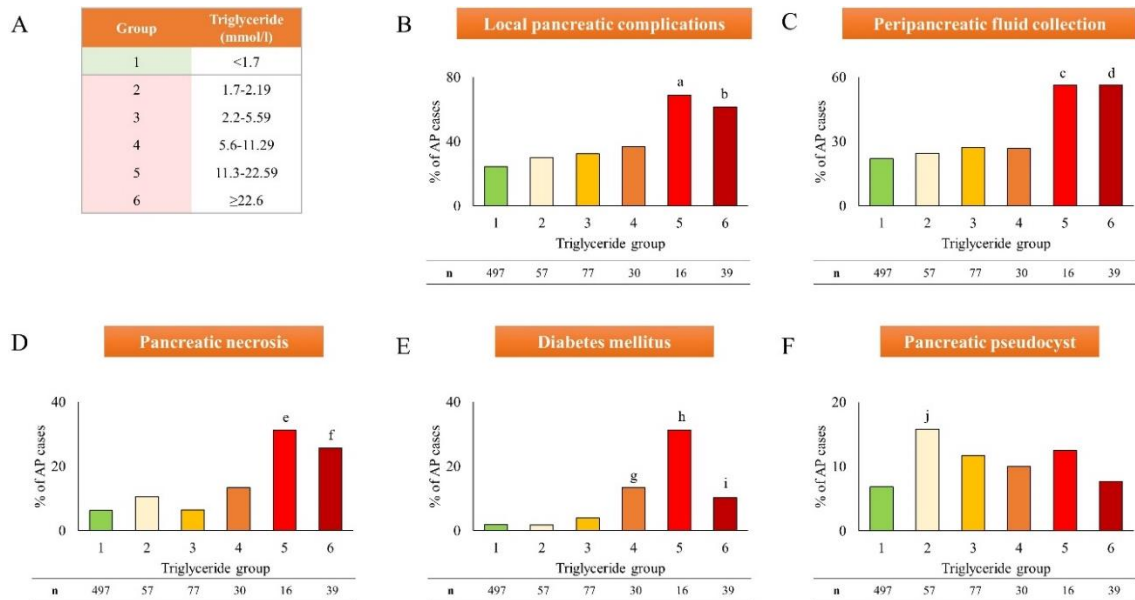 A
Group Triglyceride (mmol/l)
1 <1.7
2 1.7-2.19
3 2.2-5.59
4 5.6-11.29
5 11.3-22.59
6 ≥22.6
B
Local pancreatic complications
% of AP cases
80
40
0
a
b
1 2 3 4 5 6
Triglyceride group
n 497 57 77 30 16 39
C
Peripancreatic fluid collection
% of AP cases
60
30
0
c
d
1 2 3 4 5 6
Triglyceride group
n 497 57 77 30 16 39
D
Pancreatic necrosis
% of AP cases
40
20
0
e
f
1 2 3 4 5 6
Triglyceride group
n 497 57 77 30 16 39
E
Diabetes mellitus
% of AP cases
40
20
0
g
h
i
1 2 3 4 5 6
Triglyceride group
n 497 57 77 30 16 39
F
Pancreatic pseudocyst
% of AP cases
20
10
0
j
1 2 3 4 5 6
Triglyceride group
n 497 57 77 30 16 39